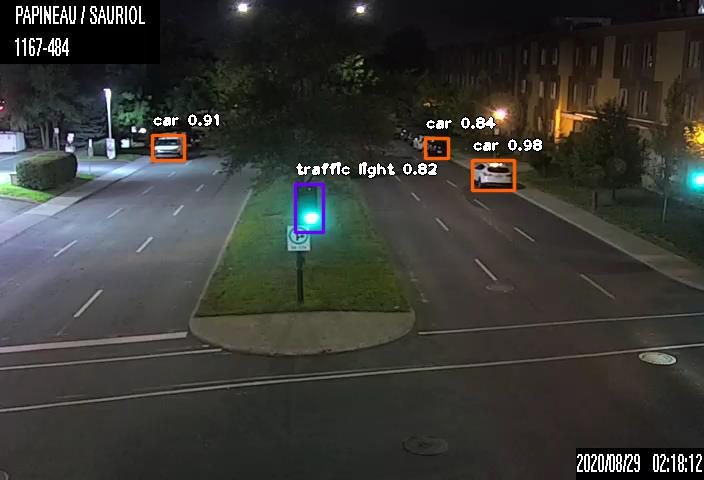 PAPINEAU / SAURIOL
1167-484
car 0.91
car 0.84
car 0.98
traffic light 0.82
2020/08/29 02:18:12